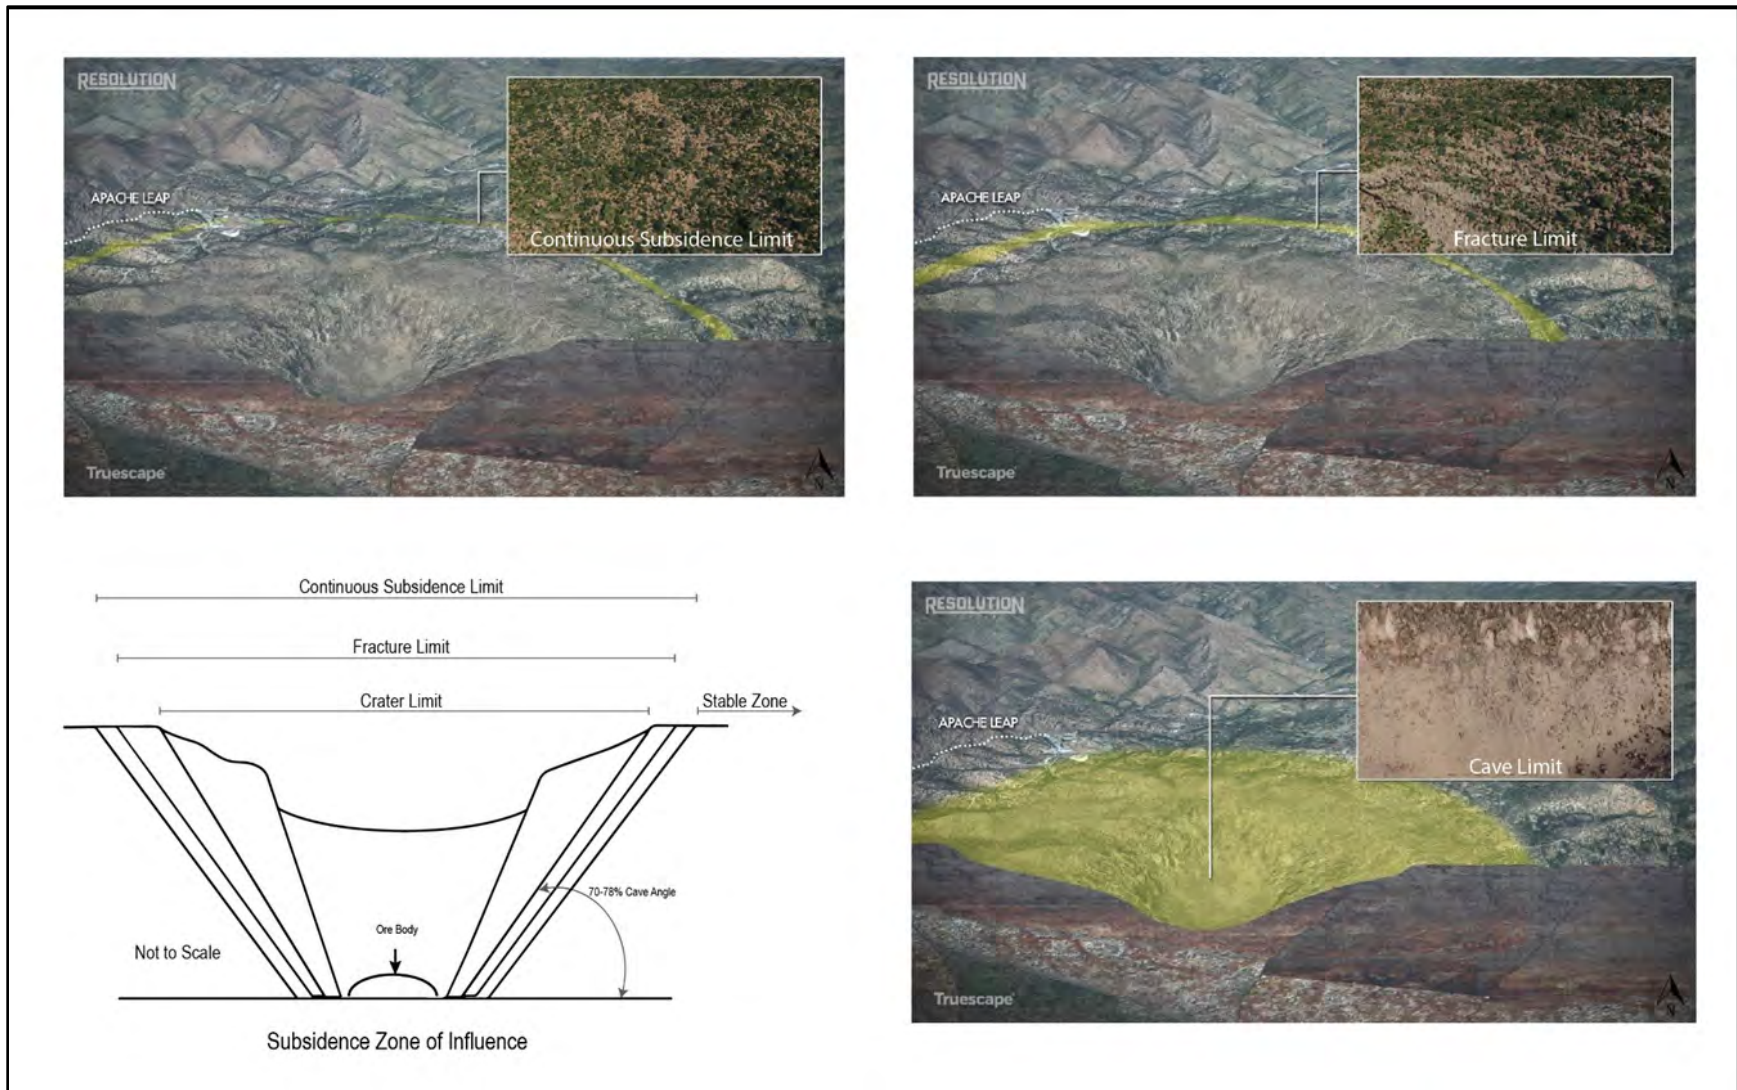 RESOLUTION
APACHE LEAP
Continuous Subsidence Limit
Truescape
N
RESOLUTION
APACHE LEAP
Fracture Limit
Truescape
N
Continuous Subsidence Limit
Fracture Limit
Crater Limit
Stable Zone
70-78% Cave Angle
Ore Body
Not to Scale
Subsidence Zone of Influence
RESOLUTION
APACHE LEAP
Cave Limit
Truescape
N